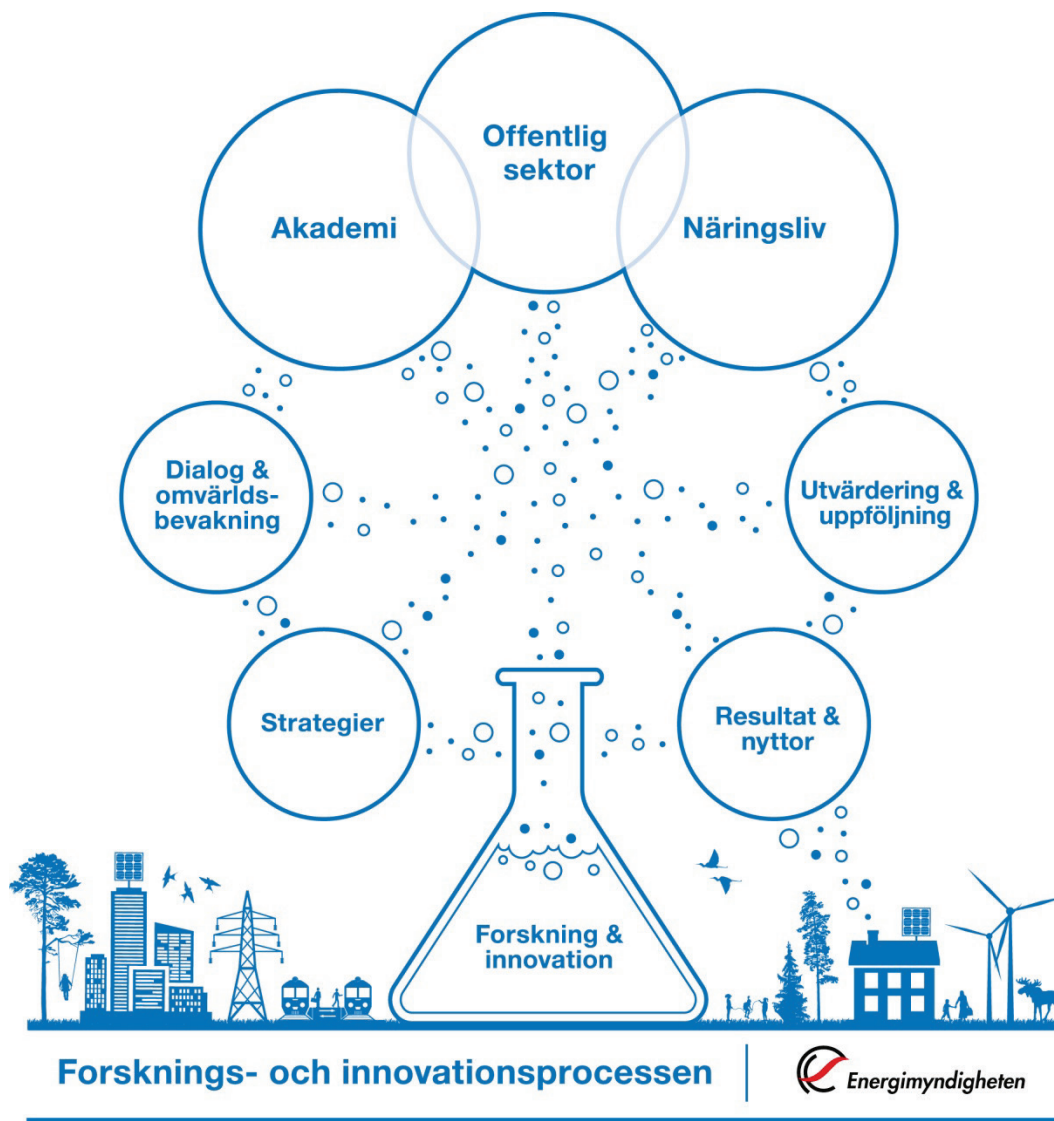 Offentlig
sektor
Akademi
Näringsliv
Dialog &
omvärlds-
bevakning
Utvärdering &
uppföljning
Strategier
Resultat &
nyttor
Forskning &
innovation
Forsknings- och innovationsprocessen
Energimyndigheten